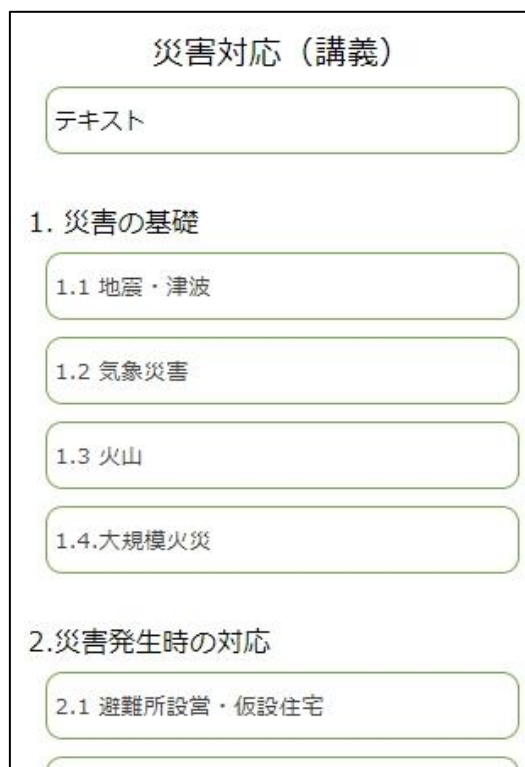 災害対応（講義）
テキスト
1. 災害の基礎
1.1 地震・津波
1.2 気象災害
1.3 火山
1.4.大規模火災
2.災害発生時の対応
2.1 避難所設営・仮設住宅